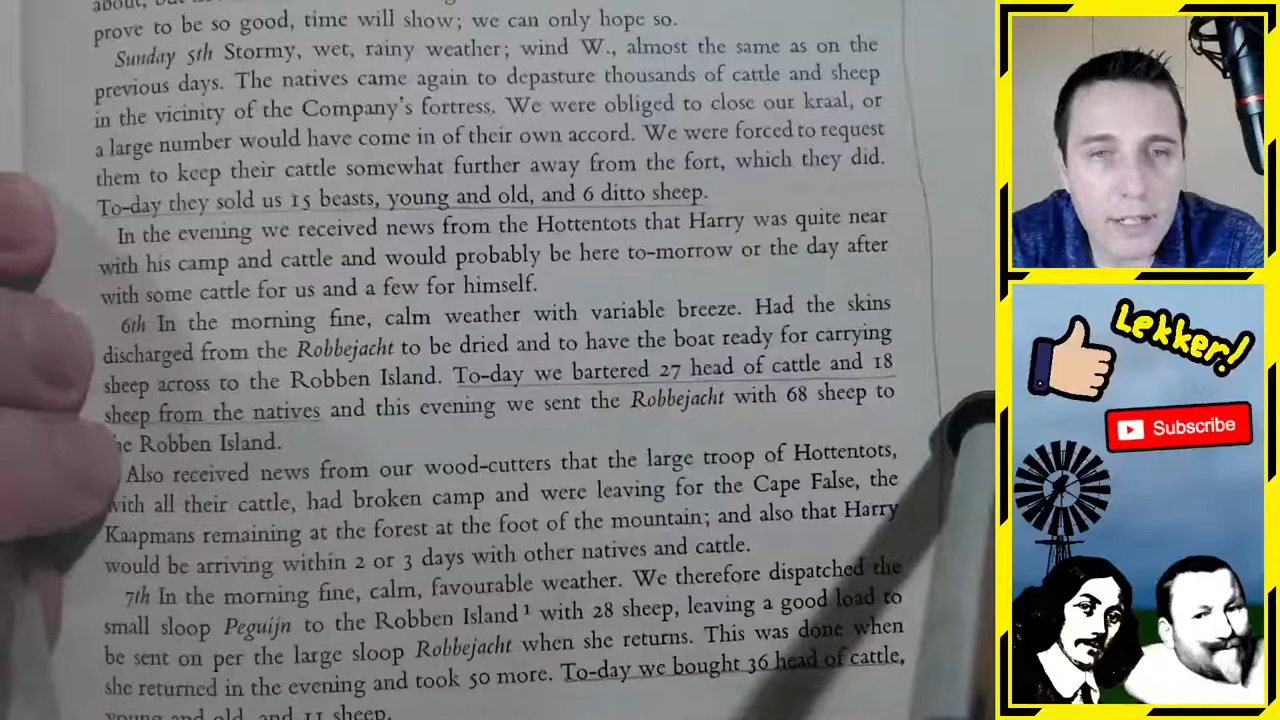 about, but
prove to be so good, time will show; we can only hope so.
Sunday 5th Stormy, wet, rainy weather; wind W., almost the same as on the
previous days. The natives came again to depasture thousands of cattle and sheep
in the vicinity of the Company's fortress. We were obliged to close our kraal, or
a large number would have come in of their own accord. We were forced to request
them to keep their cattle somewhat further away from the fort, which they did.
To-day they sold us 15 beasts, young and old, and 6 ditto sheep.
In the evening we received news from the Hottentots that Harry was quite near
with his camp and cattle and would probably be here to-morrow or the day after
with some cattle for us and a few for himself.
6th In the morning fine, calm weather with variable breeze. Had the skins
discharged from the Robbejacht to be dried and to have the boat ready for carrying
sheep across to the Robben Island. To-day we bartered 27 head of cattle and 18
sheep from the natives and this evening we sent the Robbejacht with 68 sheep to
he Robben Island.
Also received news from our wood-cutters that the large troop of Hottentots,
with all their cattle, had broken camp and were leaving for the Cape False, the
Kaapmans remaining at the forest at the foot of the mountain; and also that Harry
would be arriving within 2 or 3 days with other natives and cattle.
7th In the morning fine, calm, favourable weather. We therefore dispatched the
small sloop Peguijn to the Robben Island 1 with 28 sheep, leaving a good load to
be sent on per the large sloop Robbejacht when she returns. This was done when
she returned in the evening and took 50 more. To-day we bought 36 head of cattle,
young and old, and 11 sheep.
Lekker!
Subscribe